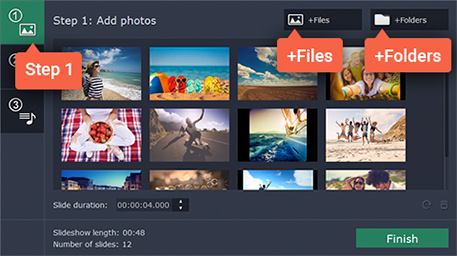 1
Step 1: Add photos
+Files
+Folders
Step 1
+Files
+Folders
3
Slide duration: 00:00:04.000
Slideshow length: 00:48
Number of slides: 12
Finish